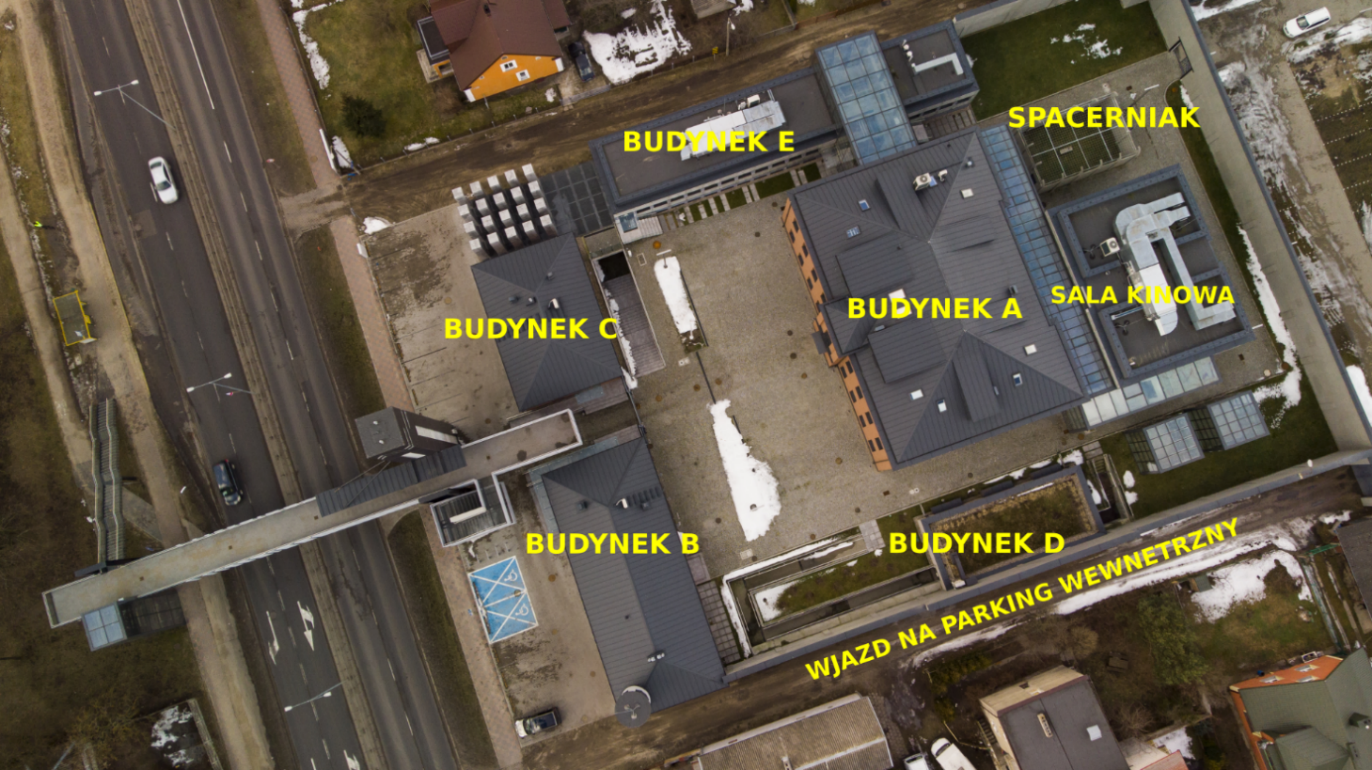 SPACERNIAK
BUDYNEK E
SALA KINOWA
BUDYNEK A
BUDYNEK C
BUDYNEK B
BUDYNEK D
WJAZD NA PARKING WEWNETRZNY